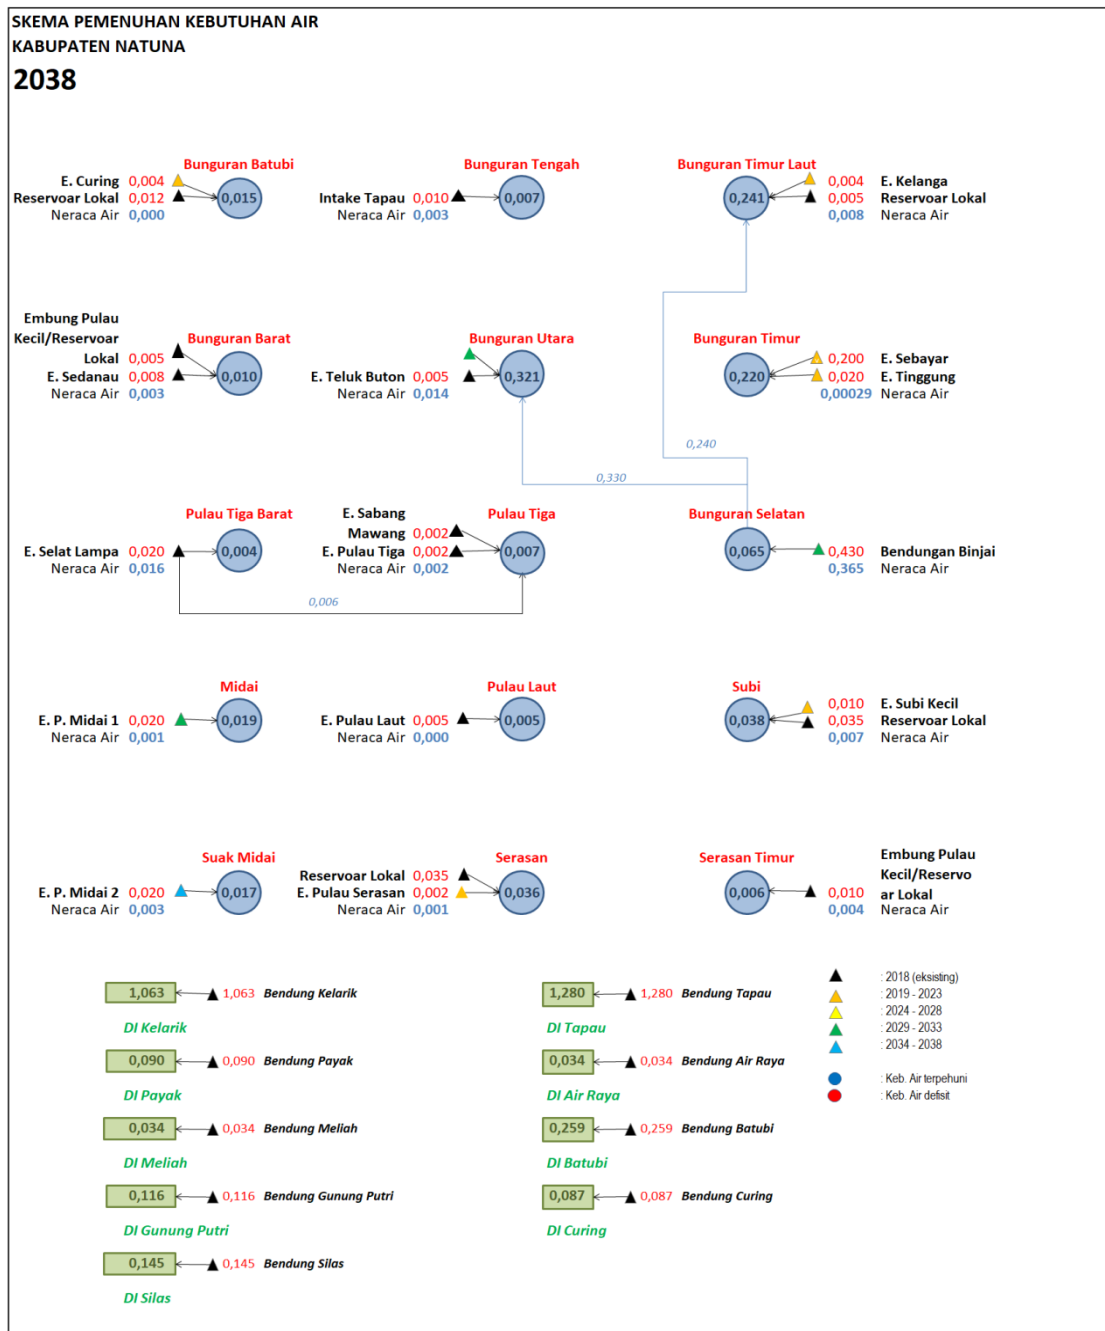 SKEMA PEMENUHAN KEBUTUHAN AIR
KABUPATEN NATUNA
2038
Bunguran Batubi
E. Curing 0,004
Reservoar Lokal 0,012
Neraca Air 0,000
0,015
Bunguran Tengah
Intake Tapau 0,010
Neraca Air 0,003
0,007
Bunguran Timur Laut
0,241
0,004 E. Kelanga
0,005 Reservoar Lokal
0,008 Neraca Air
Embung Pulau
Kecil/Reservoar
Lokal 0,005
E. Sedanau 0,008
Neraca Air 0,003
Bunguran Barat
0,010
Bunguran Utara
E. Teluk Buton 0,005
Neraca Air 0,014
0,321
Bunguran Timur
0,220
0,200 E. Sebayar
0,020 E. Tinggung
0,00029 Neraca Air
0,240
0,330
Pulau Tiga Barat
E. Selat Lampa 0,020
Neraca Air 0,016
0,004
E. Sabang
Mawang 0,002
E. Pulau Tiga 0,002
Neraca Air 0,002
Pulau Tiga
0,007
0,006
Bunguran Selatan
0,065
0,430 Bendungan Binjai
0,365 Neraca Air
Midai
E. P. Midai 1 0,020
Neraca Air 0,001
0,019
Pulau Laut
E. Pulau Laut 0,005
Neraca Air 0,000
0,005
Subi
0,038
0,010 E. Subi Kecil
0,035 Reservoar Lokal
0,007 Neraca Air
Suak Midai
E. P. Midai 2 0,020
Neraca Air 0,003
0,017
Serasan
Reservoar Lokal 0,035
E. Pulau Serasan 0,002
Neraca Air 0,001
0,036
Serasan Timur
0,006
Embung Pulau
Kecil/Reservo
0,010 ar Lokal
0,004 Neraca Air
1,063 1,063 Bendung Kelarik
DI Kelarik
0,090 0,090 Bendung Payak
DI Payak
0,034 0,034 Bendung Meliah
DI Meliah
0,116 0,116 Bendung Gunung Putri
DI Gunung Putri
0,145 0,145 Bendung Silas
DI Silas
1,280 1,280 Bendung Tapau
DI Tapau
0,034 0,034 Bendung Air Raya
DI Air Raya
0,259 0,259 Bendung Batubi
DI Batubi
0,087 0,087 Bendung Curing
DI Curing
: 2018 (eksisting)
: 2019 - 2023
: 2024 - 2028
: 2029 - 2033
: 2034 - 2038
: Keb. Air terpehuni
: Keb. Air defisit